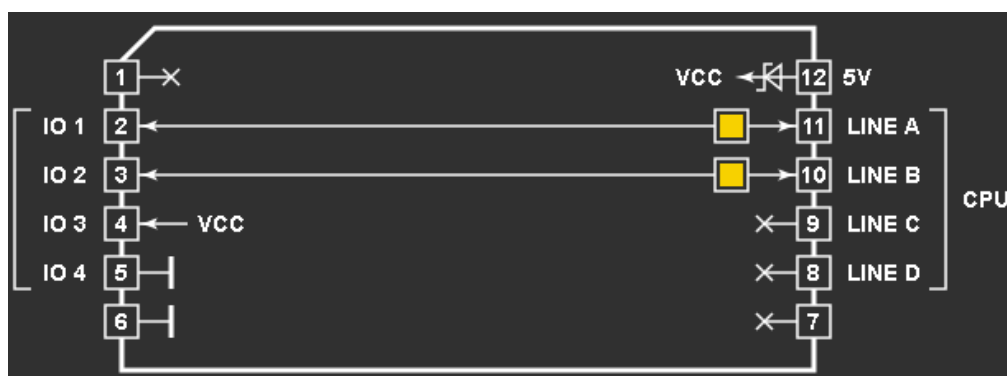 1 VCC 12 5V
IO 1 2 11 LINE A
IO 2 3 10 LINE B
CPU
IO 3 4 VCC 9 LINE C
IO 4 5 8 LINE D
6 7